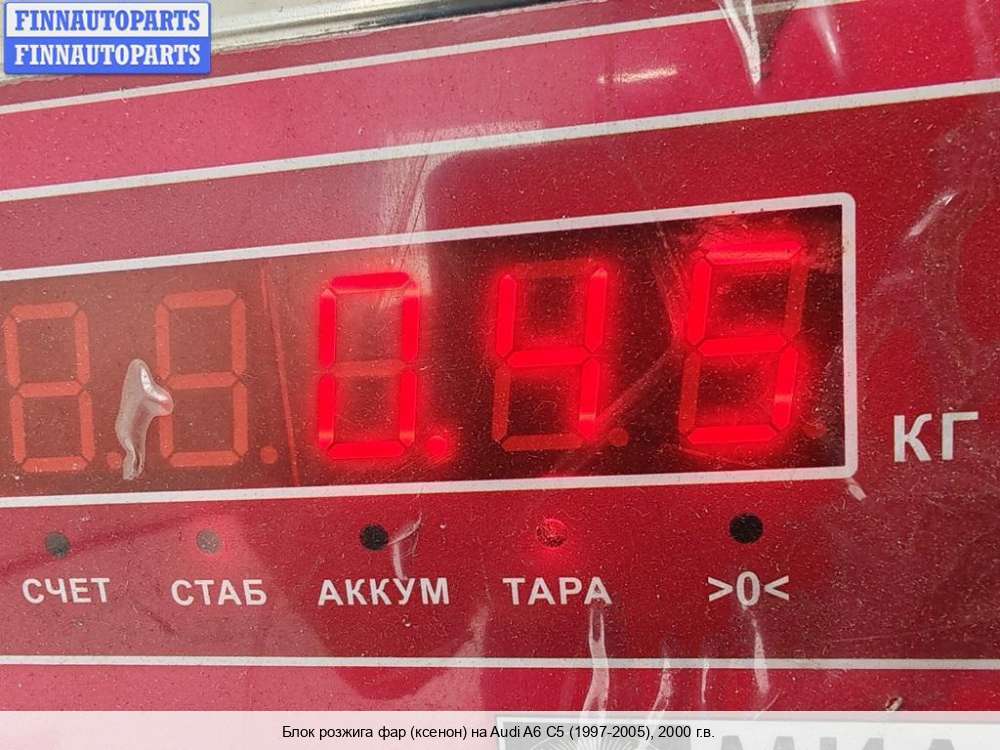 FINNAUTOPARTS
FINNAUTOPARTS
0.45
КГ
СЧЕТ СТАБ АККУМ ТАРА >0<
Блок розжига фар (ксенон) на Audi A6 C5 (1997-2005), 2000 г.в.